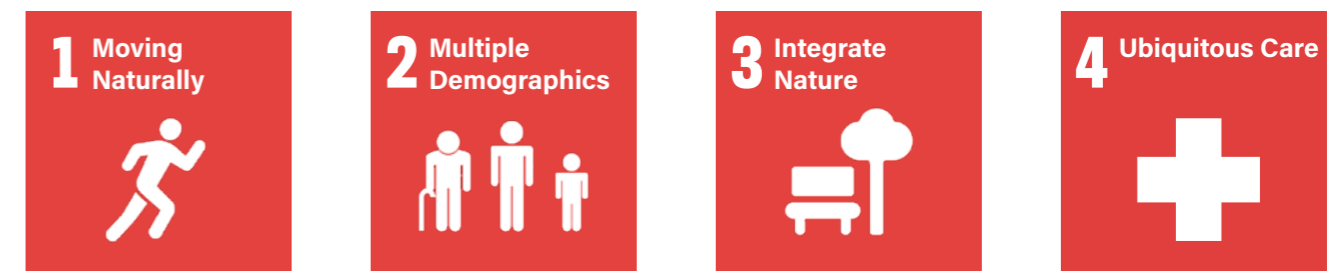 1 Moving
Naturally
2 Multiple
Demographics
3 Integrate
Nature
4 Ubiquitous Care